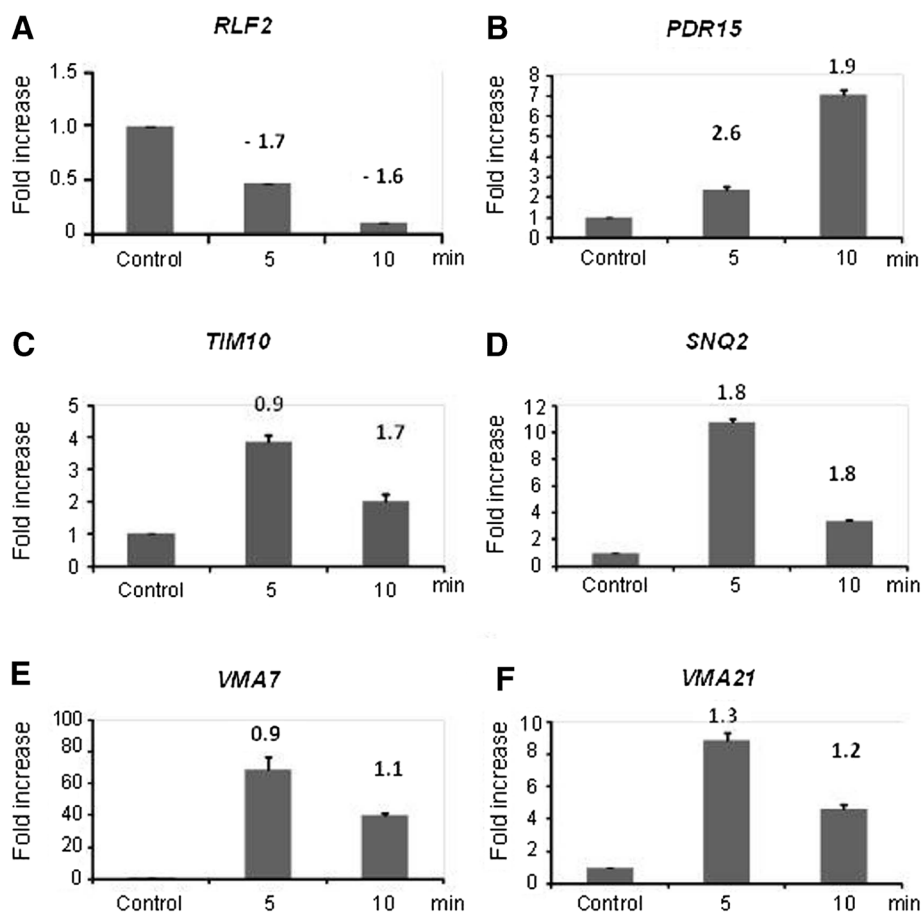 A
RLF2
Fold increase
1.5
1.0
0.5
0
- 1.7
- 1.6
Control 5 10 min
B
PDR15
Fold increase
8
7
6
5
4
3
2
1
0
2.6
1.9
Control 5 10 min
C
TIM10
Fold increase
5
4
3
2
1
0
0.9
1.7
Control 5 10 min
D
SNQ2
Fold increase
12
10
8
6
4
2
0
1.8
1.8
Control 5 10 min
E
VMA7
Fold increase
100
80
60
40
20
0
0.9
1.1
Control 5 10 min
F
VMA21
Fold increase
10
8
6
4
2
0
1.3
1.2
Control 5 10 min